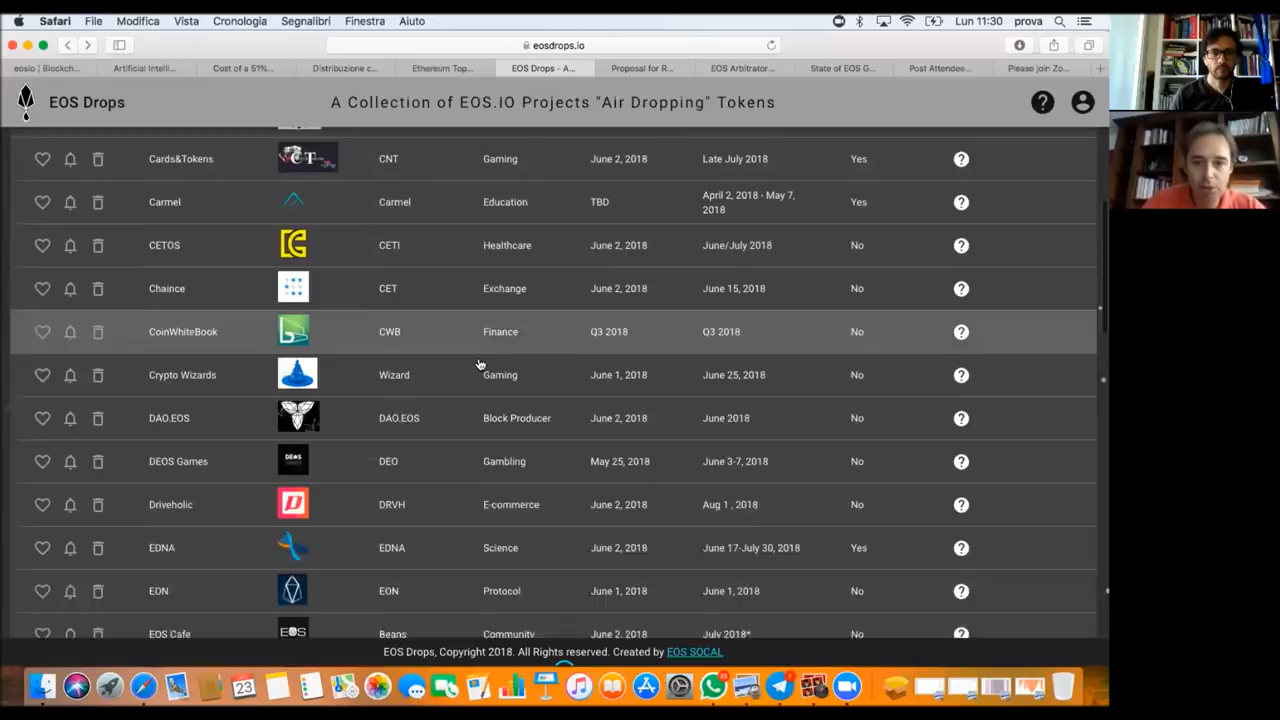 Safari File Modifica Vista Cronologia Segnalibri Finestra Aiuto Lun 11:30 prova
eosdrops.io
eosio | Blockch... Artificial Intelli... Cost of a 51%... Distribuzione c... Ethereum Top... EOS Drops - A... Proposal for R... EOS Arbitrator... State of EOS G... Post Attendee... Please join Zo...
EOS Drops A Collection of EOS.IO Projects "Air Dropping" Tokens
Cards&Tokens CT CNT Gaming June 2, 2018 Late July 2018 Yes
Carmel Carmel Education TBD April 2, 2018 - May 7, 2018 Yes
CETOS CETI Healthcare June 2, 2018 June/July 2018 No
Chaince CET Exchange June 2, 2018 June 15, 2018 No
CoinWhiteBook CWB Finance Q3 2018 Q3 2018 No
Crypto Wizards Wizard Gaming June 1, 2018 June 25, 2018 No
DAO.EOS DAO.EOS Block Producer June 2, 2018 June 2018 No
DEOS Games DEOS DEO Gambling May 25, 2018 June 3-7, 2018 No
Driveholic DRVH E-commerce June 2, 2018 Aug 1 , 2018 No
EDNA EDNA Science June 2, 2018 June 17-July 30, 2018 Yes
EON EON Protocol June 1, 2018 June 1, 2018 No
EOS Cafe EOS Beans Community June 2, 2018 July 2018* No
EOS Drops, Copyright 2018. All Rights reserved. Created by EOS SOCAL
23